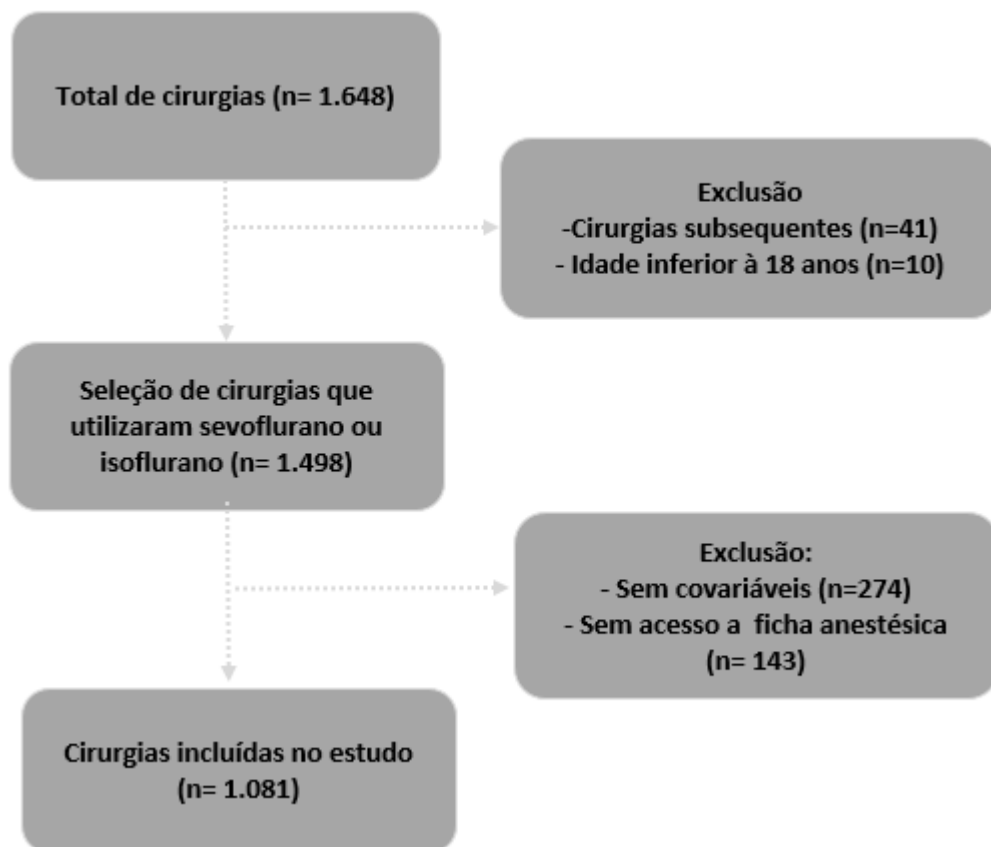 Total de cirurgias (n= 1.648)
Exclusão
-Cirurgias subsequentes (n=41)
- Idade inferior à 18 anos (n=10)
Seleção de cirurgias que
utilizaram sevoflurano ou
isoflurano (n= 1.498)
Exclusão:
- Sem covariáveis (n=274)
- Sem acesso a ficha anestésica
(n= 143)
Cirurgias incluídas no estudo
(n= 1.081)